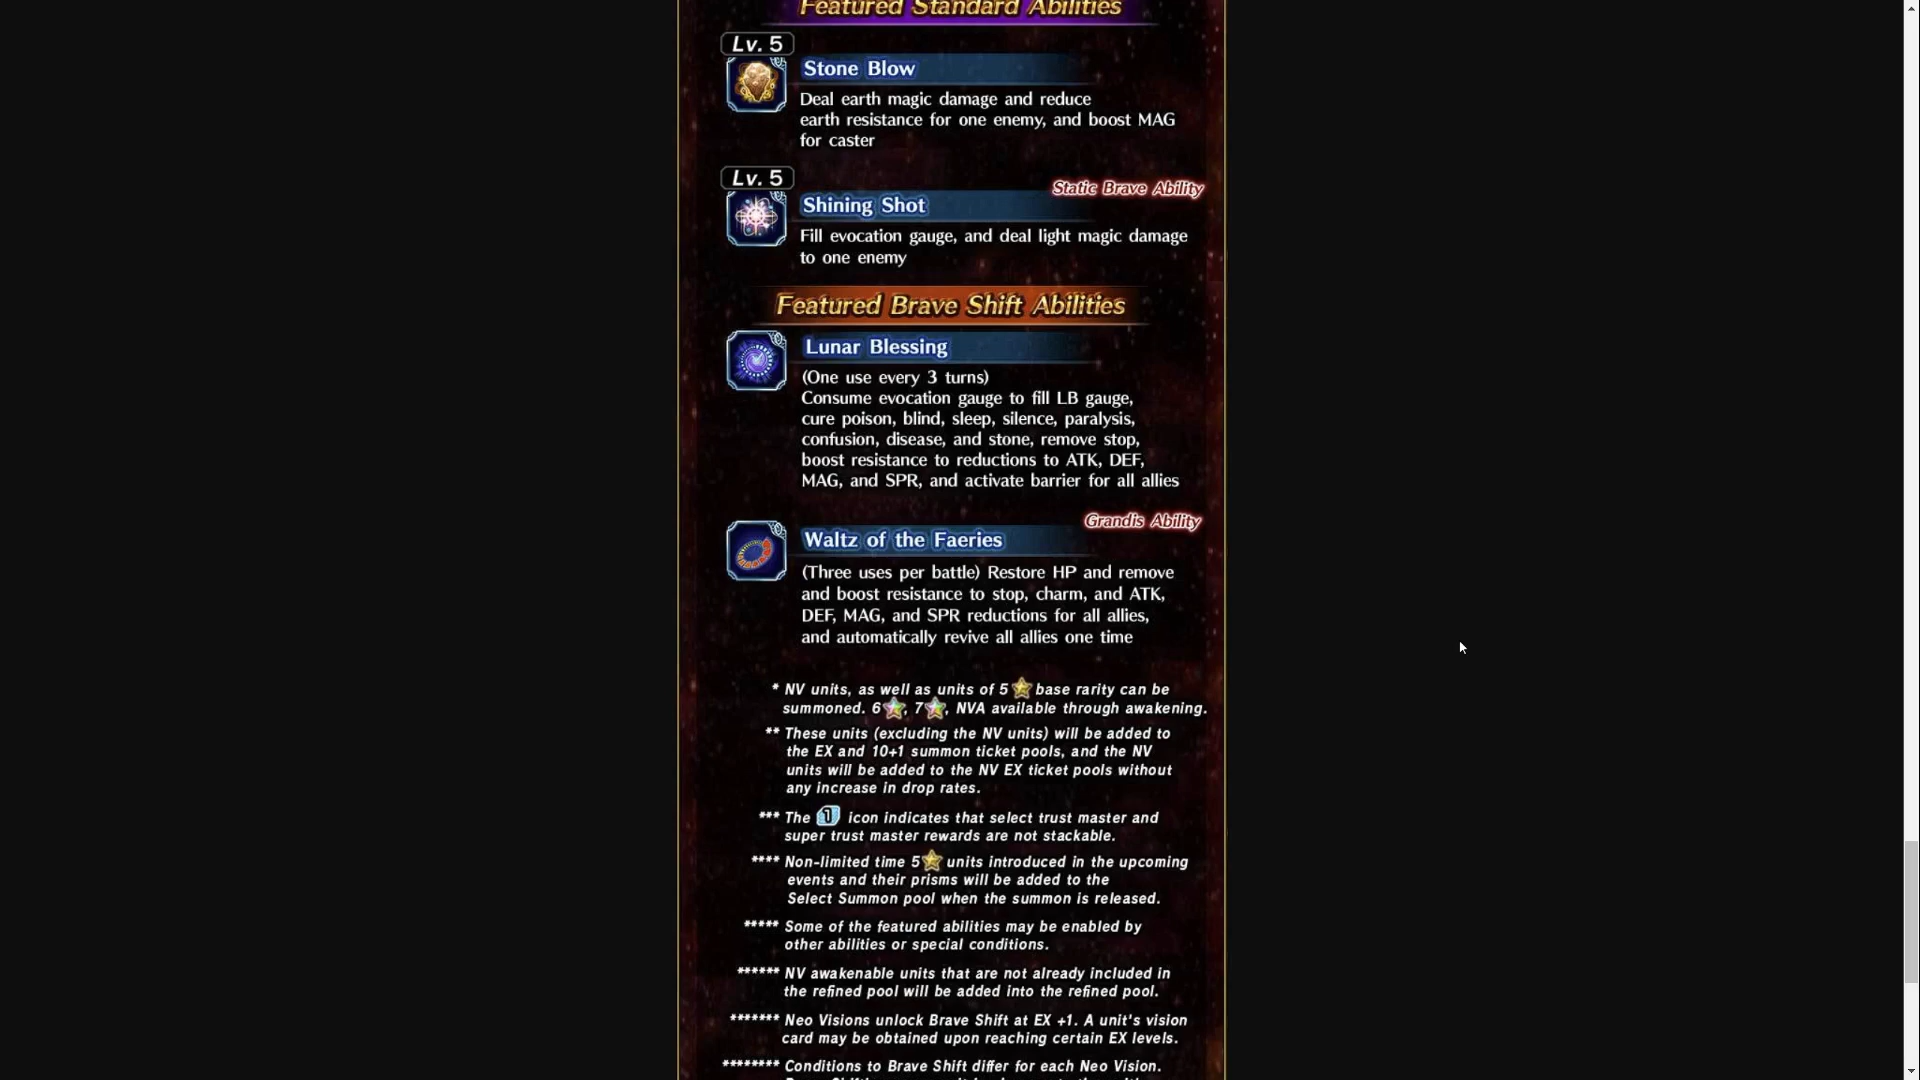 Featured Standard Abilities
Lv. 5
Stone Blow
Deal earth magic damage and reduce
earth resistance for one enemy, and boost MAG
for caster
Lv. 5
Static Brave Ability
Shining Shot
Fill evocation gauge, and deal light magic damage
to one enemy
Featured Brave Shift Abilities
Lunar Blessing
(One use every 3 turns)
Consume evocation gauge to fill LB gauge,
cure poison, blind, sleep, silence, paralysis,
confusion, disease, and stone, remove stop,
boost resistance to reductions to ATK, DEF,
MAG, and SPR, and activate barrier for all allies
Grandis Ability
Waltz of the Faeries
(Three uses per battle) Restore HP and remove
and boost resistance to stop, charm, and ATK,
DEF, MAG, and SPR reductions for all allies,
and automatically revive all allies one time
* NV units, as well as units of 5 base rarity can be
summoned. 6, 7, NVA available through awakening.
** These units (excluding the NV units) will be added to
the EX and 10+1 summon ticket pools, and the NV
units will be added to the NV EX ticket pools without
any increase in drop rates.
*** The 1 icon indicates that select trust master and
super trust master rewards are not stackable.
**** Non-limited time 5 units introduced in the upcoming
events and their prisms will be added to the
Select Summon pool when the summon is released.
***** Some of the featured abilities may be enabled by
other abilities or special conditions.
****** NV awakenable units that are not already included in
the refined pool will be added into the refined pool.
******* Neo Visions unlock Brave Shift at EX +1. A unit's vision
card may be obtained upon reaching certain EX levels.
******** Conditions to Brave Shift differ for each Neo Vision.